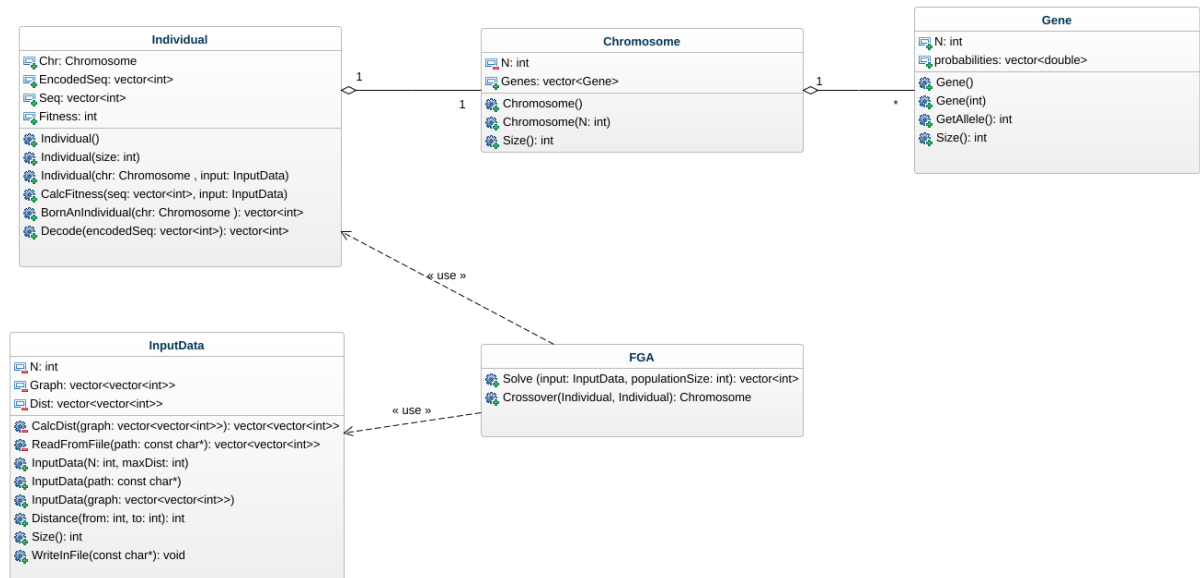 Individual
Chr: Chromosome
EncodedSeq: vector<int>
Seq: vector<int>
Fitness: int
Individual()
Individual(size: int)
Individual(chr: Chromosome , input: InputData)
CalcFitness(seq: vector<int>, input: InputData)
BornAnIndividual(chr: Chromosome ): vector<int>
Decode(encodedSeq: vector<int>): vector<int>
1
1
Chromosome
N: int
Genes: vector<Gene>
Chromosome()
Chromosome(N: int)
Size(): int
1
*
Gene
N: int
probabilities: vector<double>
Gene()
Gene(int)
GetAllele(): int
Size(): int
« use »
InputData
N: int
Graph: vector<vector<int>>
Dist: vector<vector<int>>
CalcDist(graph: vector<vector<int>>): vector<vector<int>>
ReadFromFiile(path: const char*): vector<vector<int>>
InputData(N: int, maxDist: int)
InputData(path: const char*)
InputData(graph: vector<vector<int>>)
Distance(from: int, to: int): int
Size(): int
WriteInFile(const char*): void
« use »
FGA
Solve (input: InputData, populationSize: int): vector<int>
Crossover(Individual, Individual): Chromosome